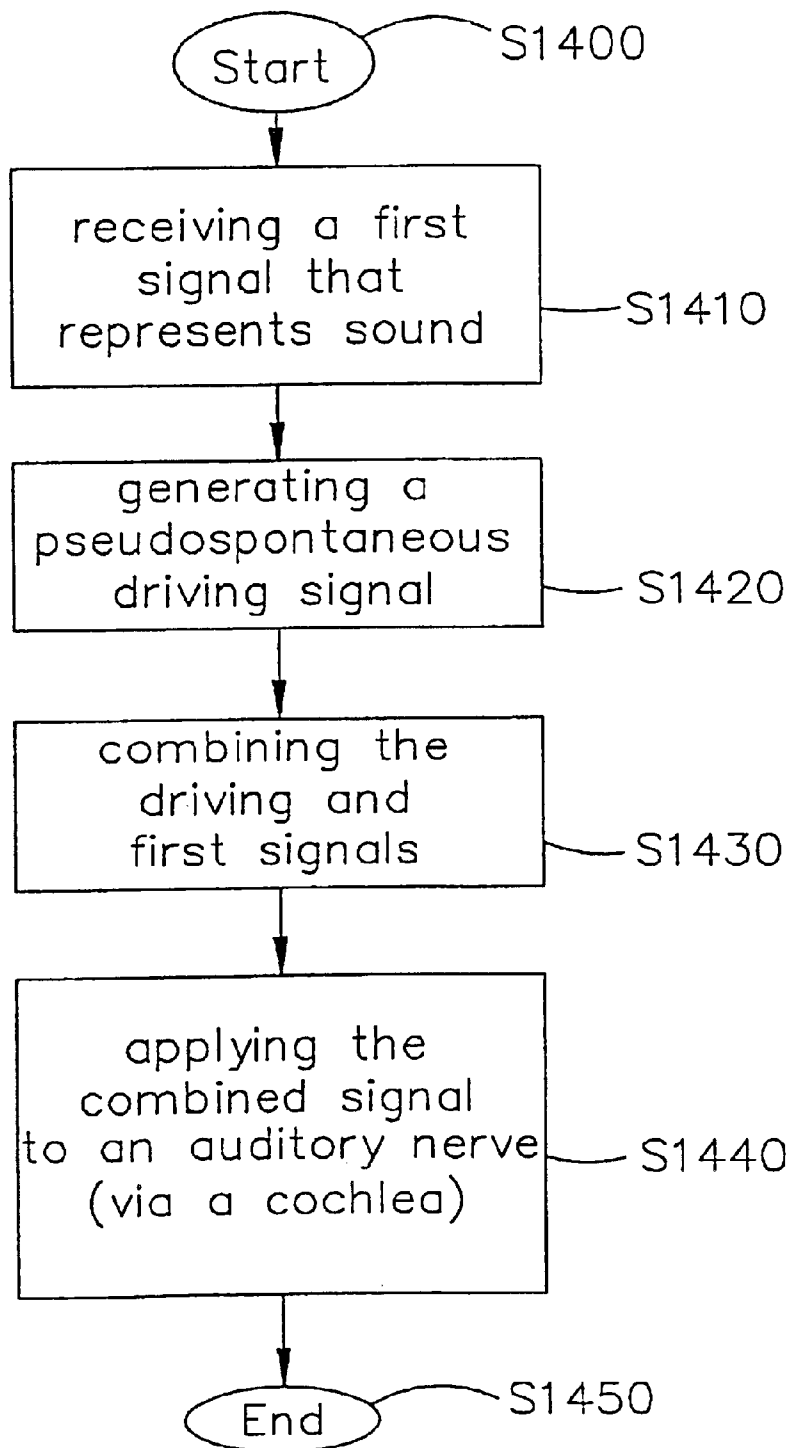 S1400
Start
receiving a first
signal that
represents sound
S1410
generating a
pseudospontaneous
driving signal
S1420
combining the
driving and
first signals
S1430
applying the
combined signal
to an auditory nerve
(via a cochlea)
S1440
S1450
End